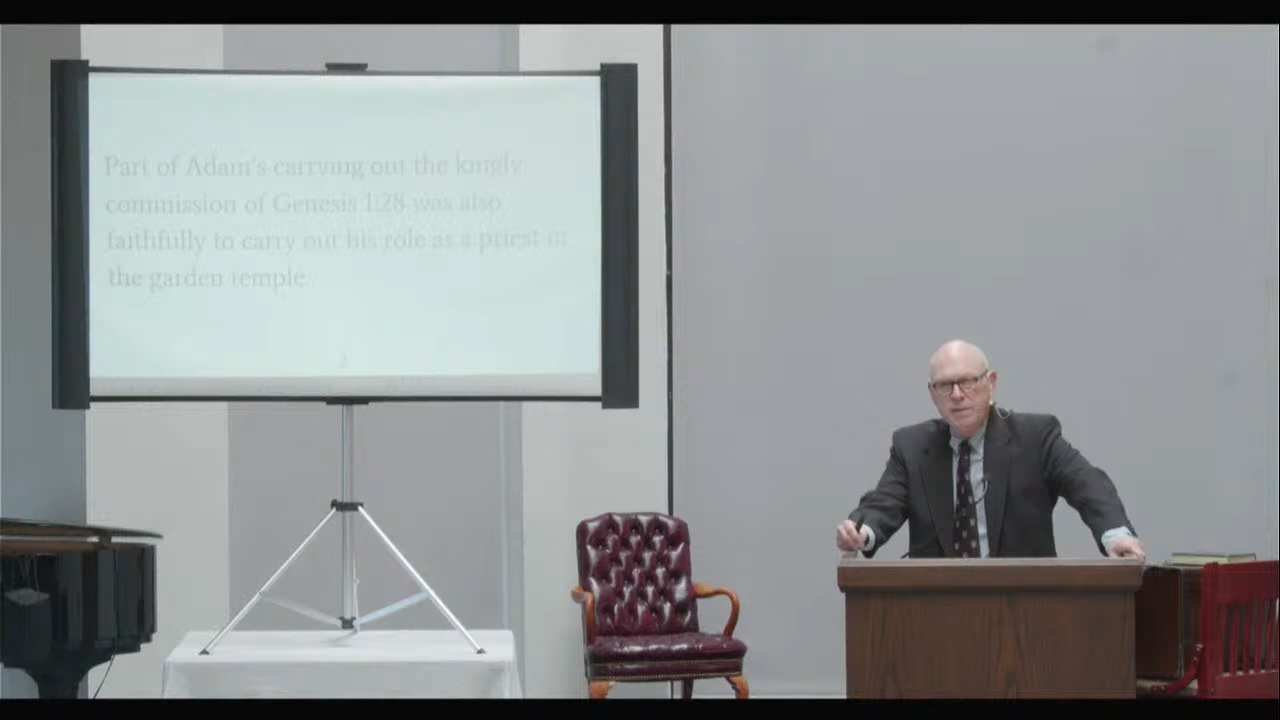 Part of Adam's carrying out the kingly
commission of Genesis 1:28 was also
faithfully to carry out his role as a priest in
the garden temple